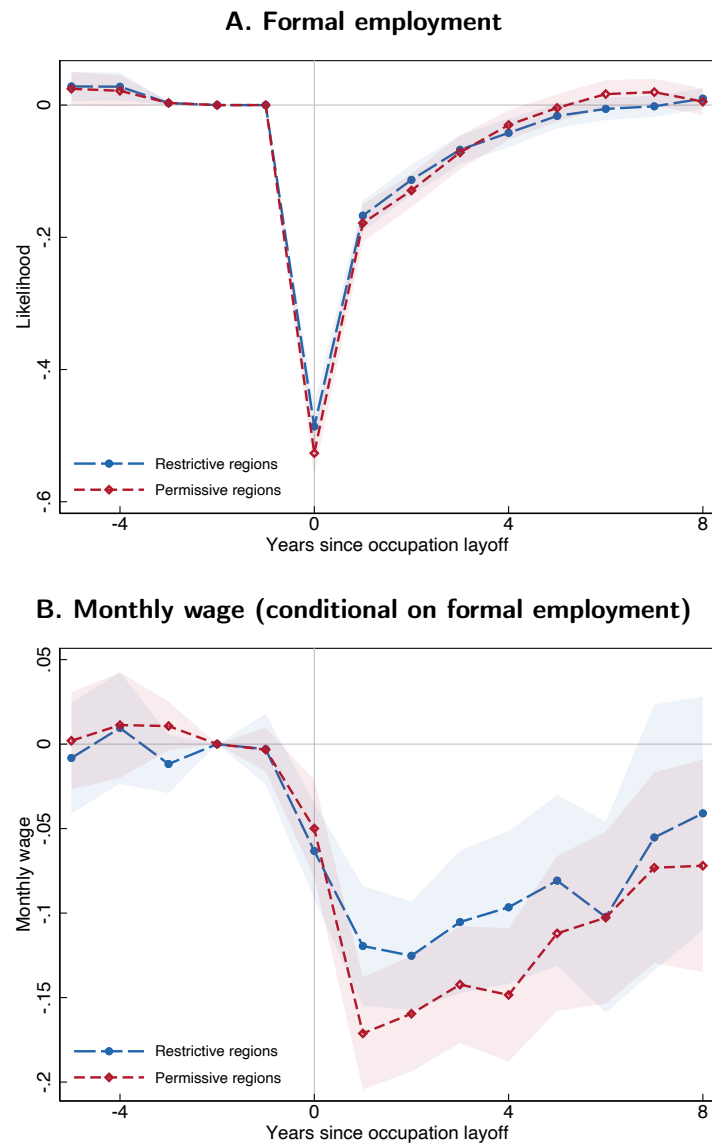 A. Formal employment
0
-.2
-.4
-.6
Likelihood
Restrictive regions
Permissive regions
-4
0
4
8
Years since occupation layoff
B. Monthly wage (conditional on formal employment)
.05
0
-.05
-.1
-.15
-.2
Monthly wage
Restrictive regions
Permissive regions
-4
0
4
8
Years since occupation layoff